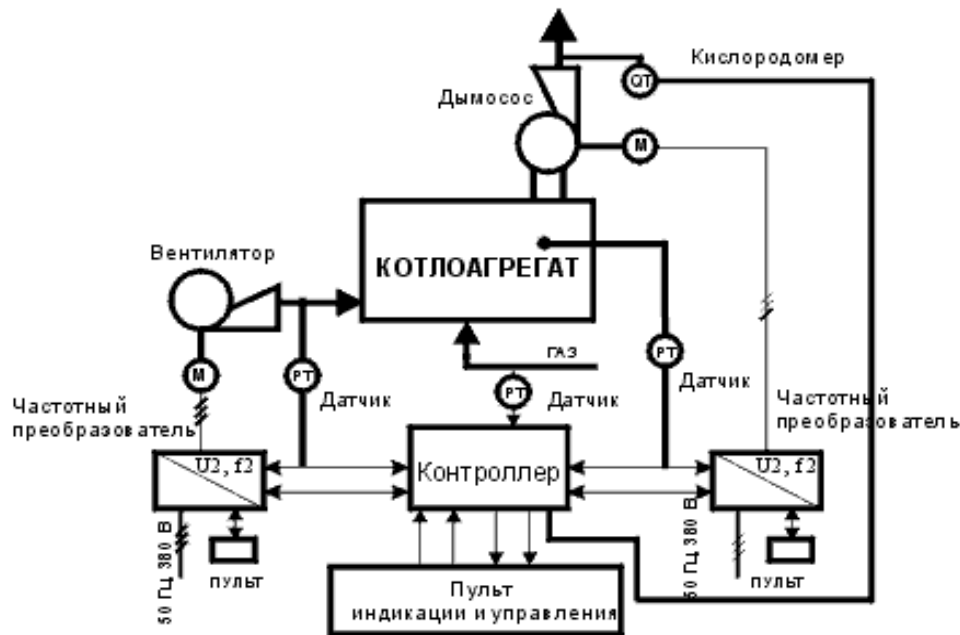 Кислородомер
QT
Дымосос
M
Вентилятор
КОТЛОАГРЕГАТ
ГАЗ
M
PT
Датчик
PT
Датчик
PT
Датчик
Частотный
преобразователь
Частотный
преобразователь
U2, f2
Контроллер
U2, f2
50 Гц, 380 В
пульт
50 Гц, 380 В
пульт
Пульт
индикации и управления